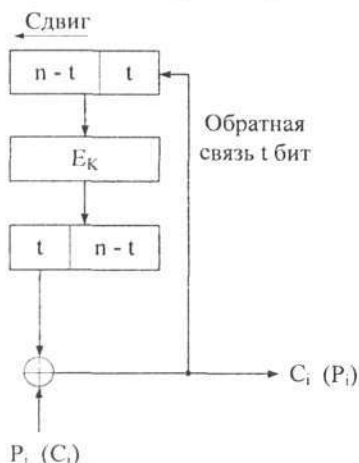 Сдвиг
n - t t
Обратная
связь t бит
E_K
t n - t
C_i (P_i)
P_i (C_i)